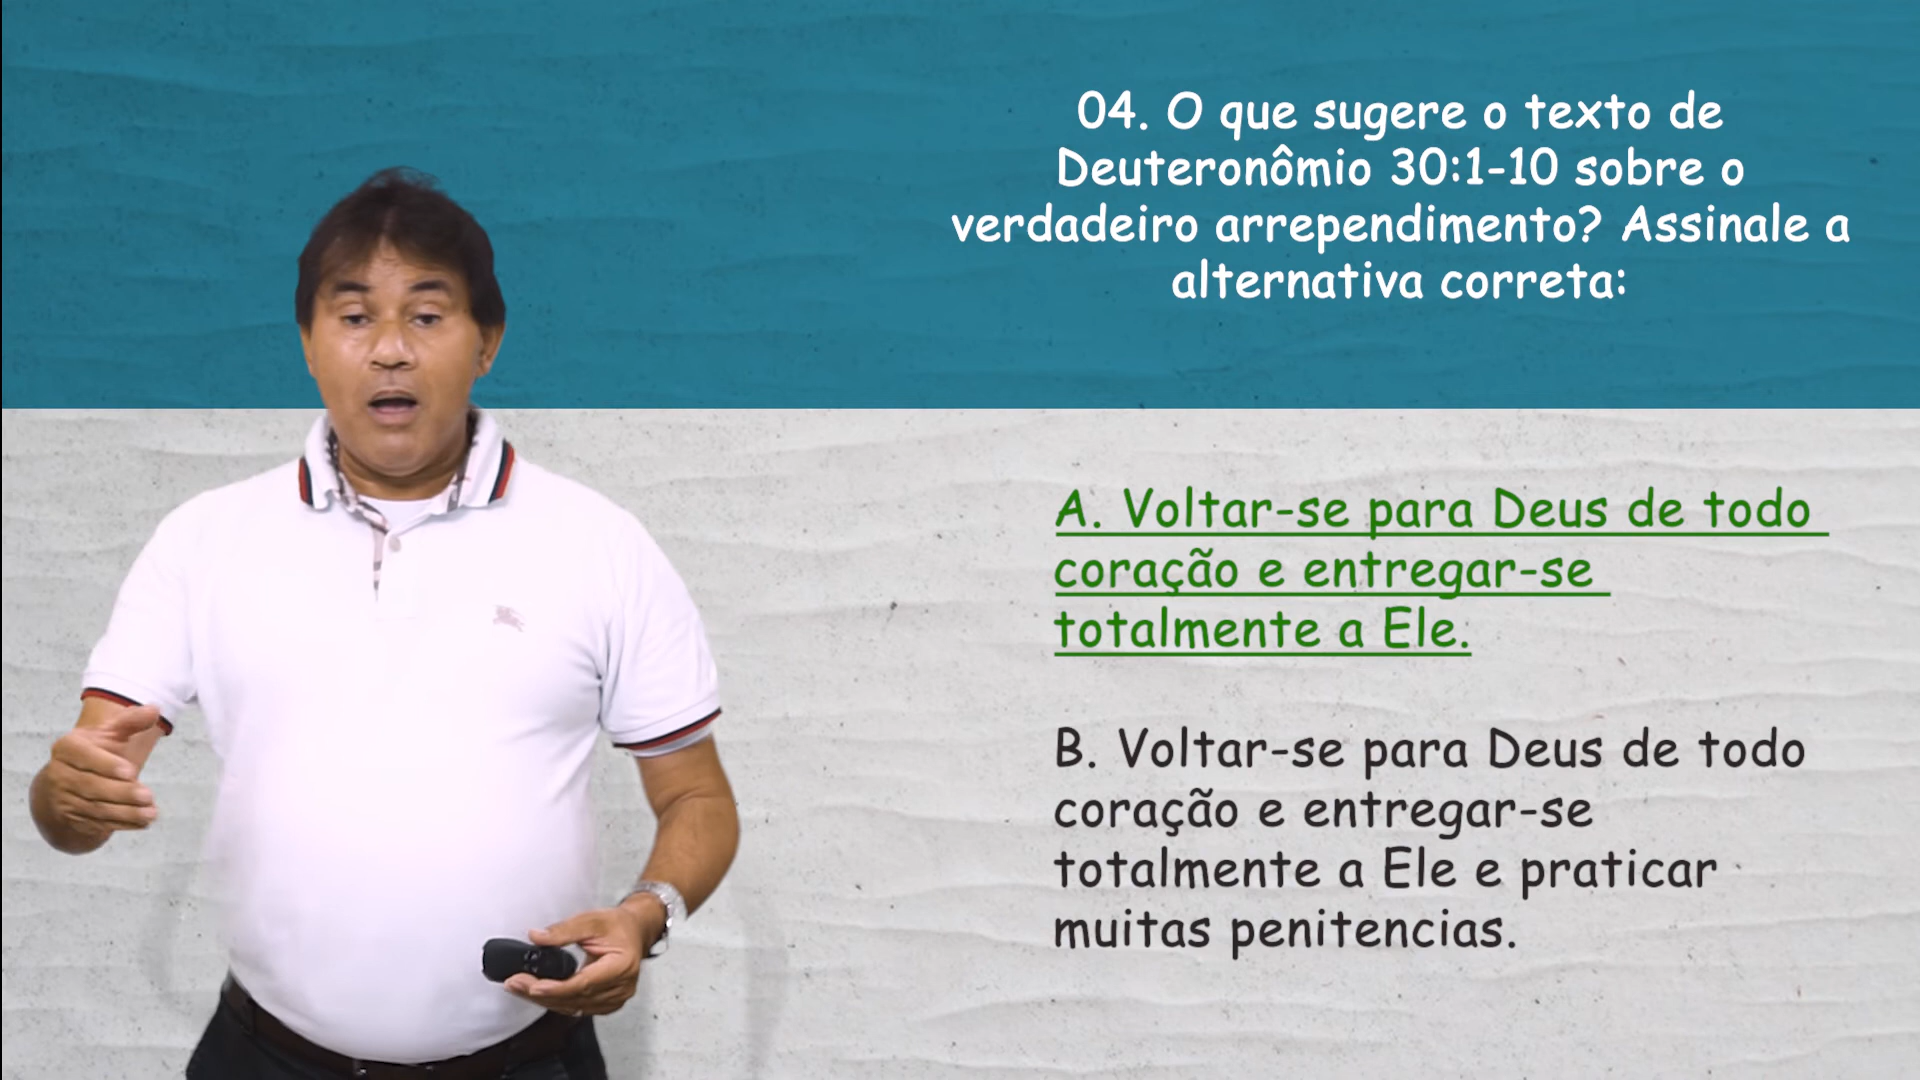 04. O que sugere o texto de
Deuteronômio 30:1-10 sobre o
verdadeiro arrependimento? Assinale a
alternativa correta:
A. Voltar-se para Deus de todo
coração e entregar-se
totalmente a Ele.
B. Voltar-se para Deus de todo
coração e entregar-se
totalmente a Ele e praticar
muitas penitencias.